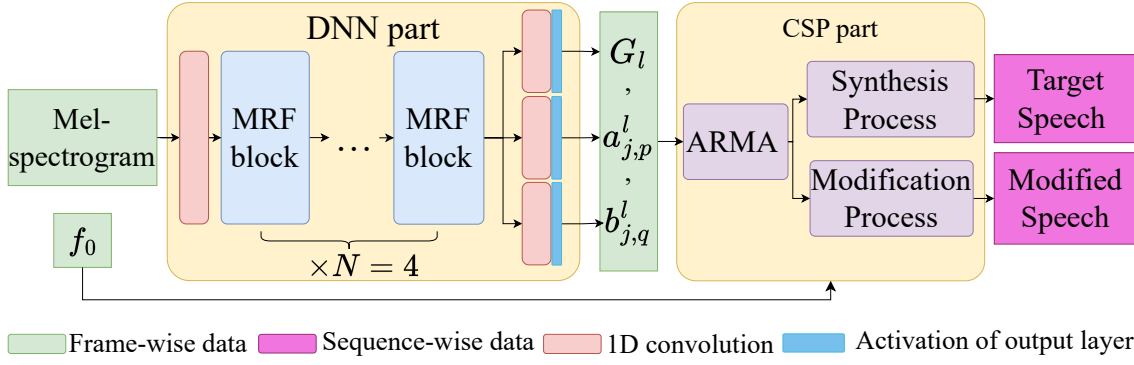 DNN part
CSP part
Mel-
spectrogram
f_0
MRF
block
...
MRF
block
×N = 4
G_l
,
a^l_{j,p}
,
b^l_{j,q}
ARMA
Synthesis
Process
Modification
Process
Target
Speech
Modified
Speech
Frame-wise data
Sequence-wise data
1D convolution
Activation of output layer